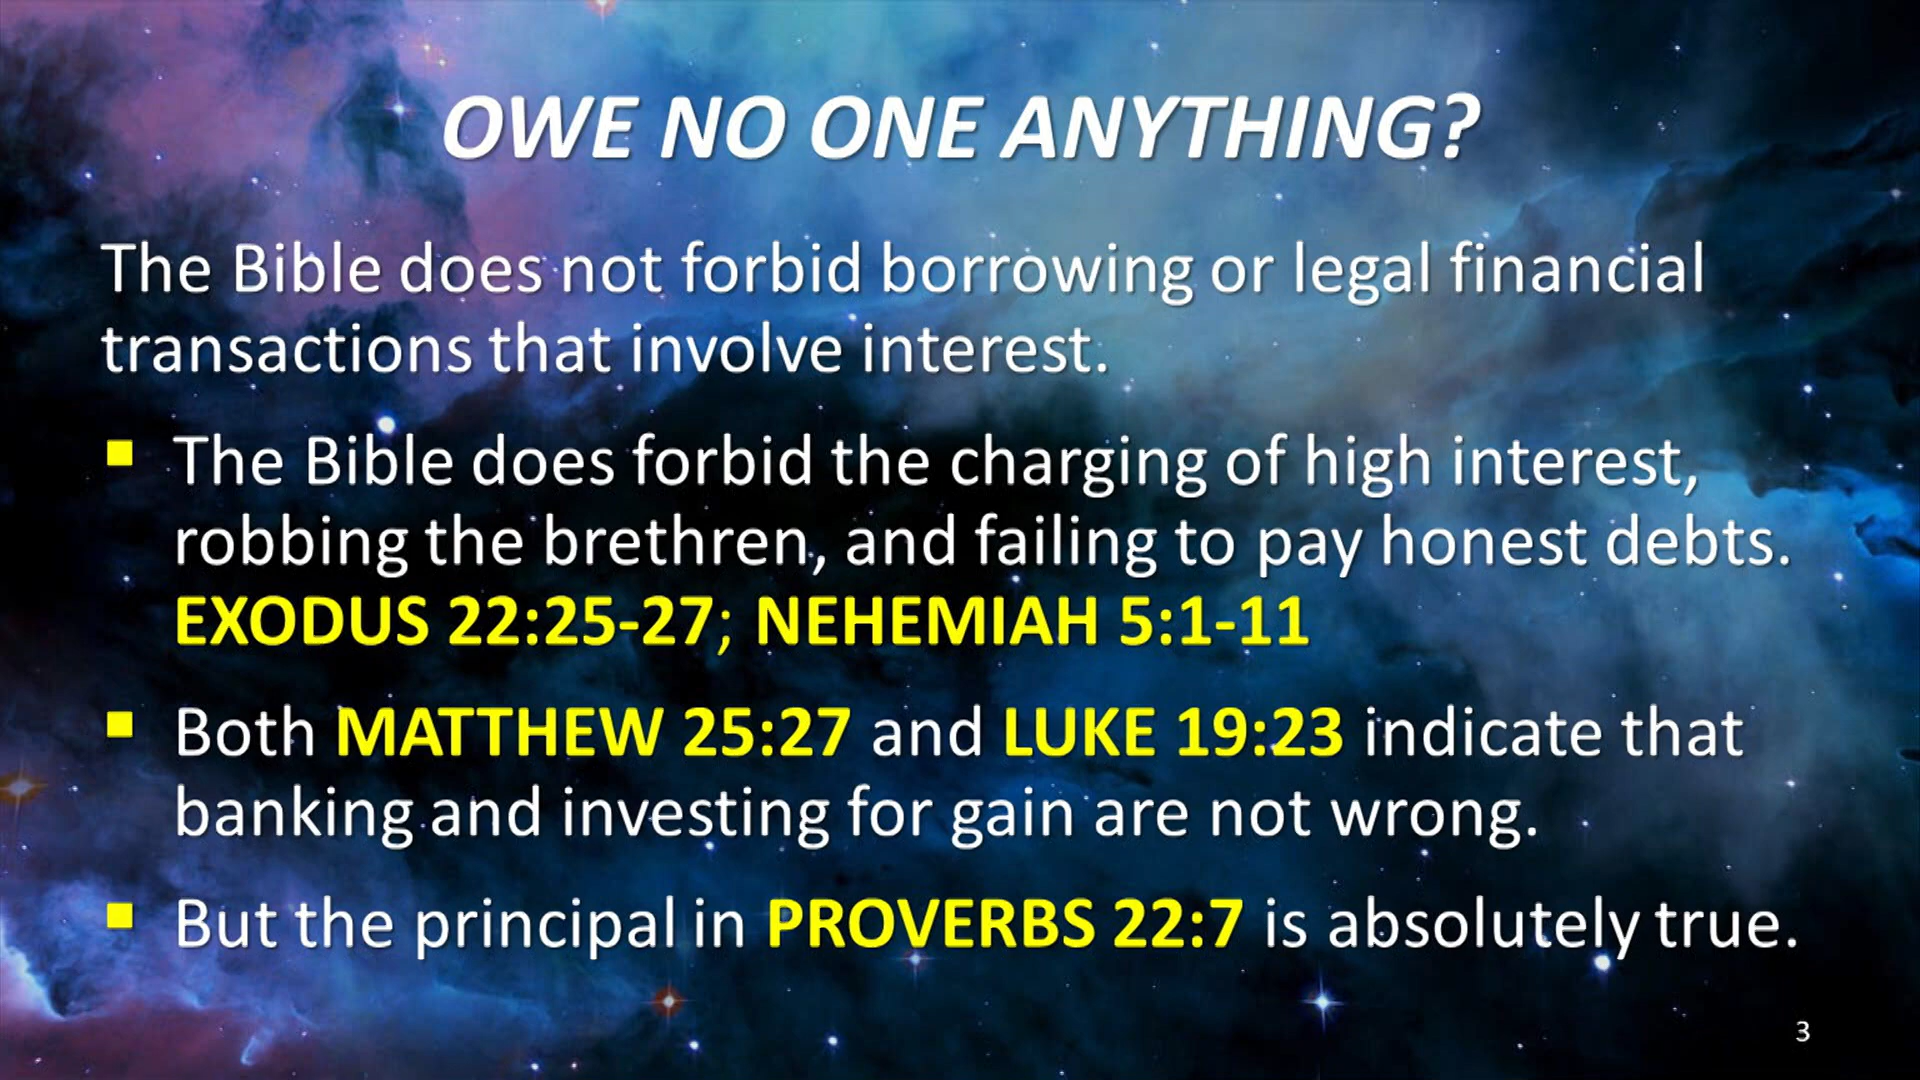 OWE NO ONE ANYTHING?
The Bible does not forbid borrowing or legal financial
transactions that involve interest.
▪ The Bible does forbid the charging of high interest,
robbing the brethren, and failing to pay honest debts.
EXODUS 22:25-27; NEHEMIAH 5:1-11
▪ Both MATTHEW 25:27 and LUKE 19:23 indicate that
banking and investing for gain are not wrong.
▪ But the principal in PROVERBS 22:7 is absolutely true.
3